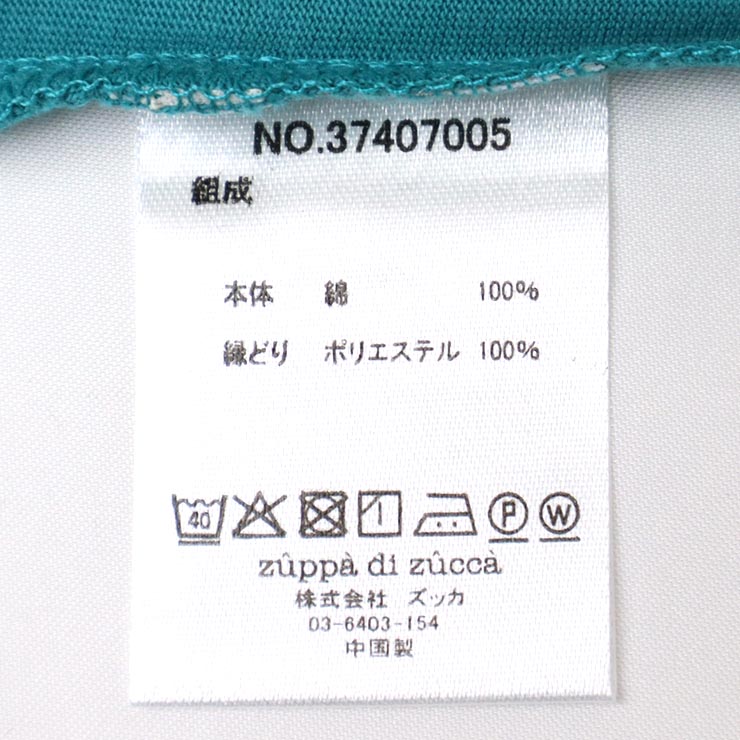 NO.37407005
組成
本体 綿 100%
縁どり ポリエステル 100%
40 P W
zûppà di zûccà
株式会社 ズッカ
03-6403-154
中国製